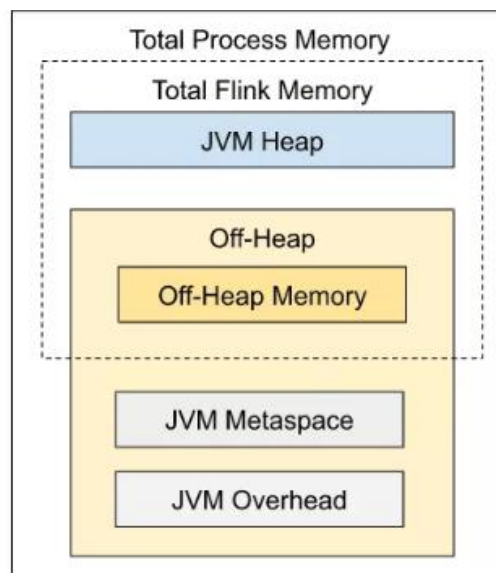 Total Process Memory
Total Flink Memory
JVM Heap
Off-Heap
Off-Heap Memory
JVM Metaspace
JVM Overhead